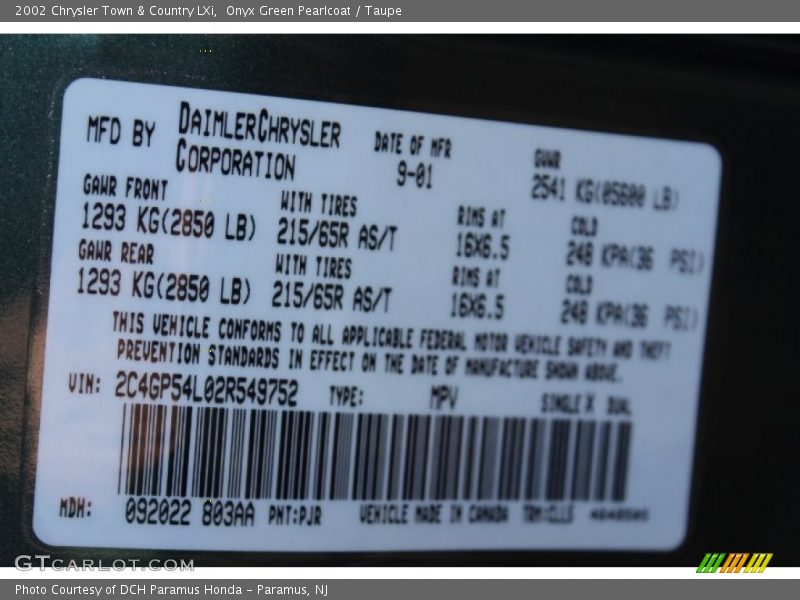 2002 Chrysler Town & Country LXi, Onyx Green Pearlcoat / Taupe
MFD BY DAIMLERCHRYSLER CORPORATION
DATE OF MFR 9-01
GVWR 2541 KG(05600 LB)
GAWR FRONT WITH TIRES RIMS AT COLD
1293 KG(2850 LB) 215/65R AS/T 16X6.5 248 KPA(36 PSI)
GAWR REAR WITH TIRES RIMS AT COLD
1293 KG(2850 LB) 215/65R AS/T 16X6.5 248 KPA(36 PSI)
THIS VEHICLE CONFORMS TO ALL APPLICABLE FEDERAL MOTOR VEHICLE SAFETY AND THEFT
PREVENTION STANDARDS IN EFFECT ON THE DATE OF MANUFACTURE SHOWN ABOVE.
VIN: 2C4GP54L02R549752 TYPE: MPV SINGLE X DUAL
MDH: 092022 803AA PNT:PJR VEHICLE MADE IN CANADA
GTCARLOT.COM
Photo Courtesy of DCH Paramus Honda - Paramus, NJ